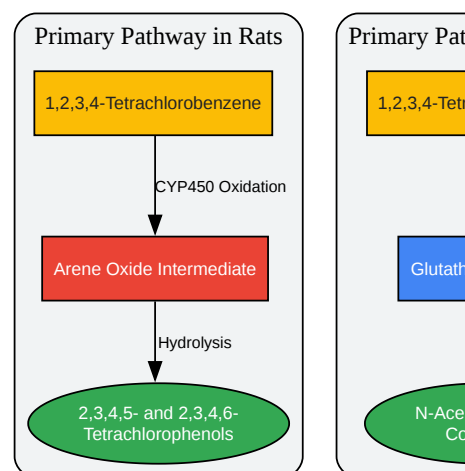 Primary Pathway in Rats
1,2,3,4-Tetrachlorobenzene
CYP450 Oxidation
Arene Oxide Intermediate
Hydrolysis
2,3,4,5- and 2,3,4,6-
Tetrachlorophenols
Primary Pat
1,2,3,4-Tetr
Glutath
N-Ace
Co